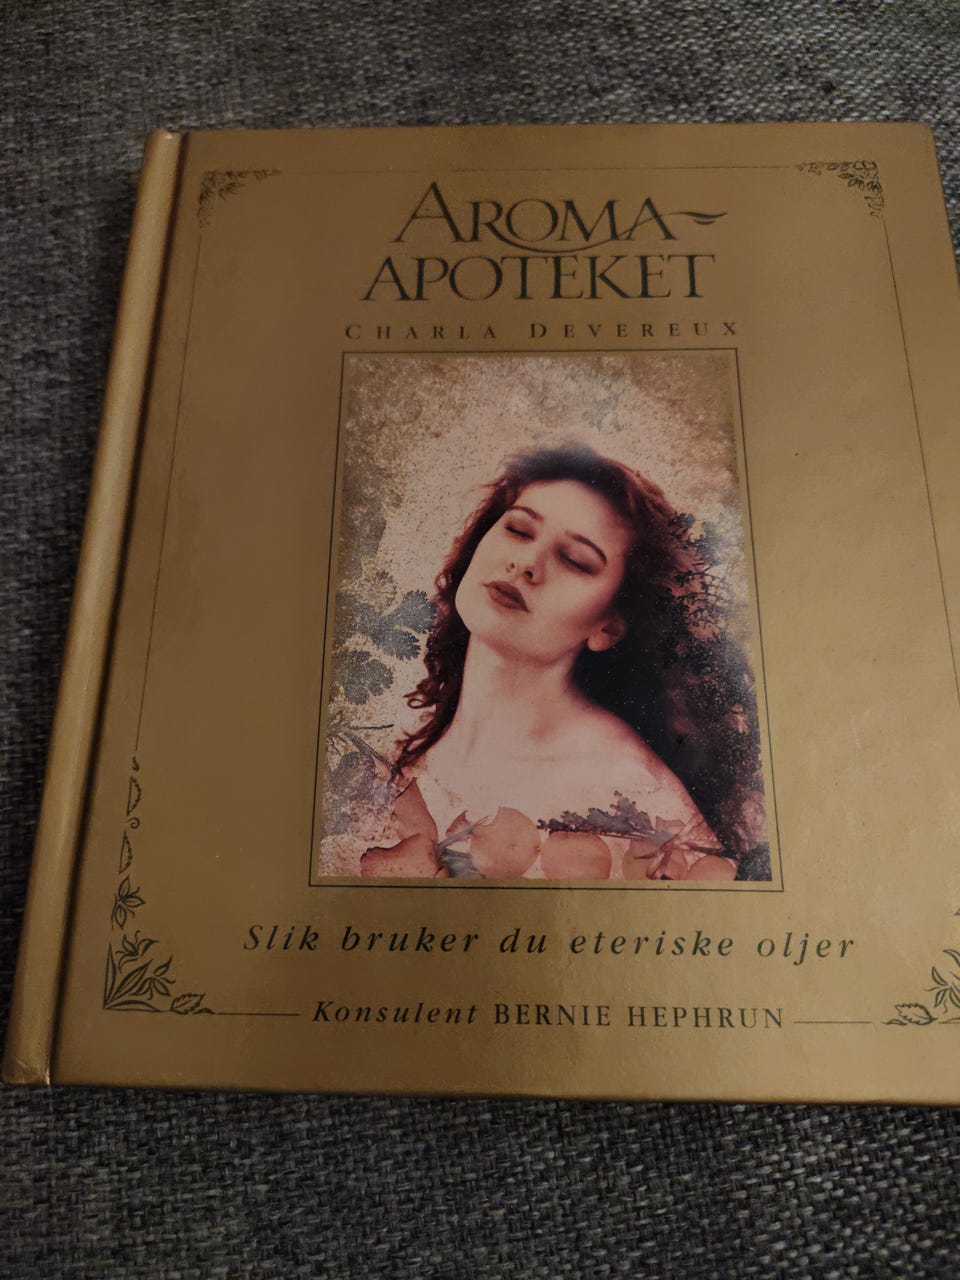 AROMA-
APOTEKET
CHARLA DEVEREUX
Slik bruker du eteriske oljer
Konsulent BERNIE HEPHRUN